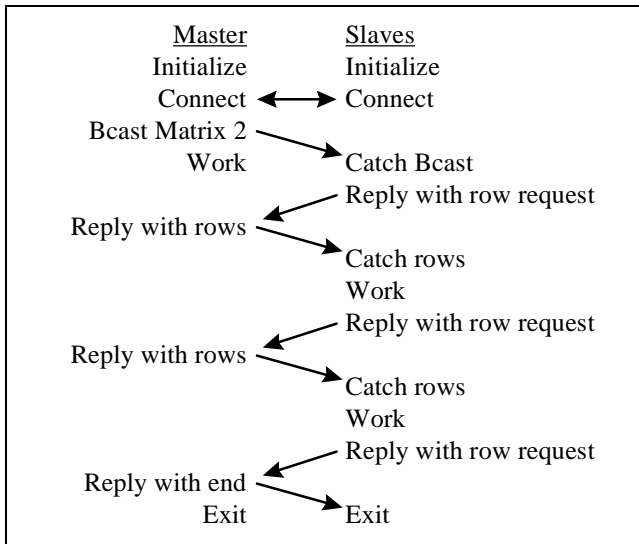 Master Slaves
Initialize Initialize
Connect Connect
Bcast Matrix 2
Work Catch Bcast
Reply with row request
Reply with rows
Catch rows
Work
Reply with row request
Reply with rows
Catch rows
Work
Reply with row request
Reply with end
Exit Exit